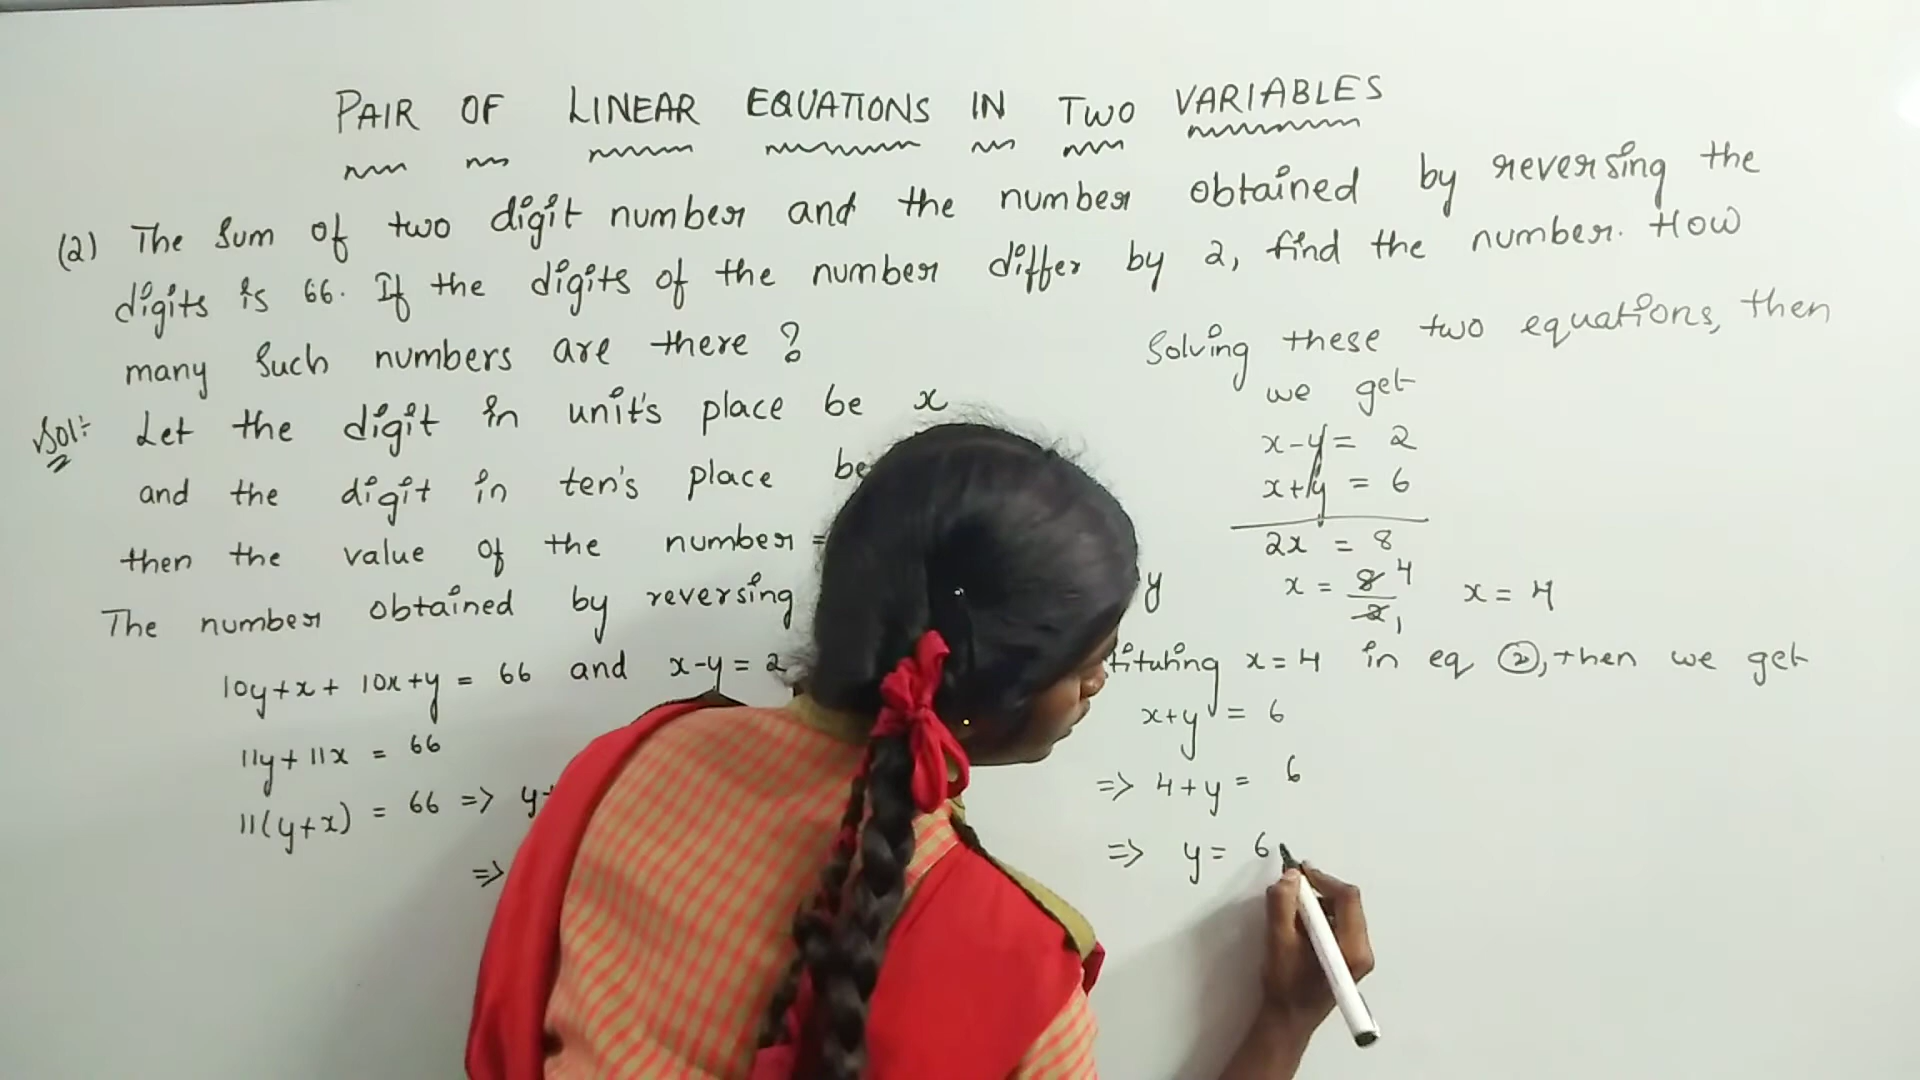 PAIR OF LINEAR EQUATIONS IN TWO VARIABLES
(2) The Sum of two digit number and the number obtained by reversing the
digits is 66. If the digits of the number differ by 2, find the number. How
many Such numbers are there ?
Sol:- Let the digit in unit's place be x
and the digit in ten's place be
then the value of the number =
The number obtained by reversing
y
10y+x + 10x+y = 66 and x-y = 2
11y + 11x = 66
11(y+x) = 66 => y+
=>
Solving these two equations, then
we get
x-y = 2
x+y = 6
2x = 8
x = 8/2 4 1 x = 4
tituting x=4 in eq ②, then we get
x+y = 6
=> 4+y = 6
=> y = 6